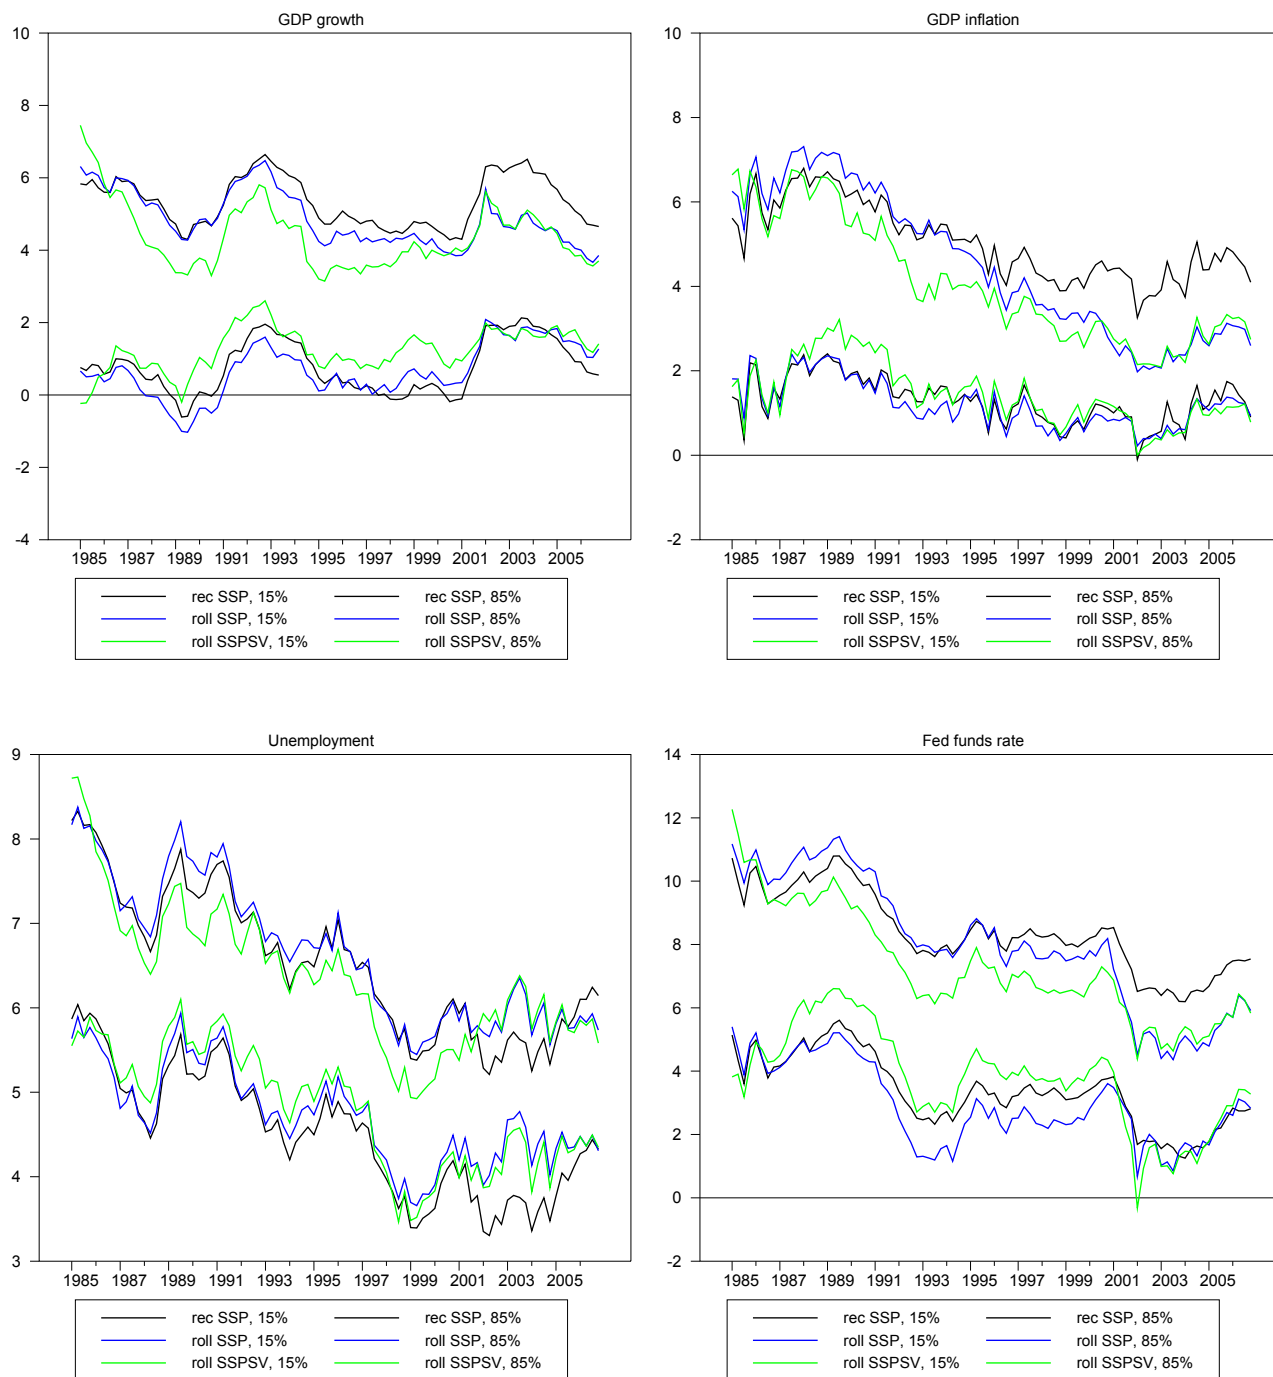 GDP growth
10
8
6
4
2
0
-2
-4
1985 1987 1989 1991 1993 1995 1997 1999 2001 2003 2005
rec SSP, 15% rec SSP, 85%
roll SSP, 15% roll SSP, 85%
roll SSPSV, 15% roll SSPSV, 85%
GDP inflation
10
8
6
4
2
0
-2
1985 1987 1989 1991 1993 1995 1997 1999 2001 2003 2005
rec SSP, 15% rec SSP, 85%
roll SSP, 15% roll SSP, 85%
roll SSPSV, 15% roll SSPSV, 85%
Unemployment
9
8
7
6
5
4
3
1985 1987 1989 1991 1993 1995 1997 1999 2001 2003 2005
rec SSP, 15% rec SSP, 85%
roll SSP, 15% roll SSP, 85%
roll SSPSV, 15% roll SSPSV, 85%
Fed funds rate
14
12
10
8
6
4
2
0
-2
1985 1987 1989 1991 1993 1995 1997 1999 2001 2003 2005
rec SSP, 15% rec SSP, 85%
roll SSP, 15% roll SSP, 85%
roll SSPSV, 15% roll SSPSV, 85%